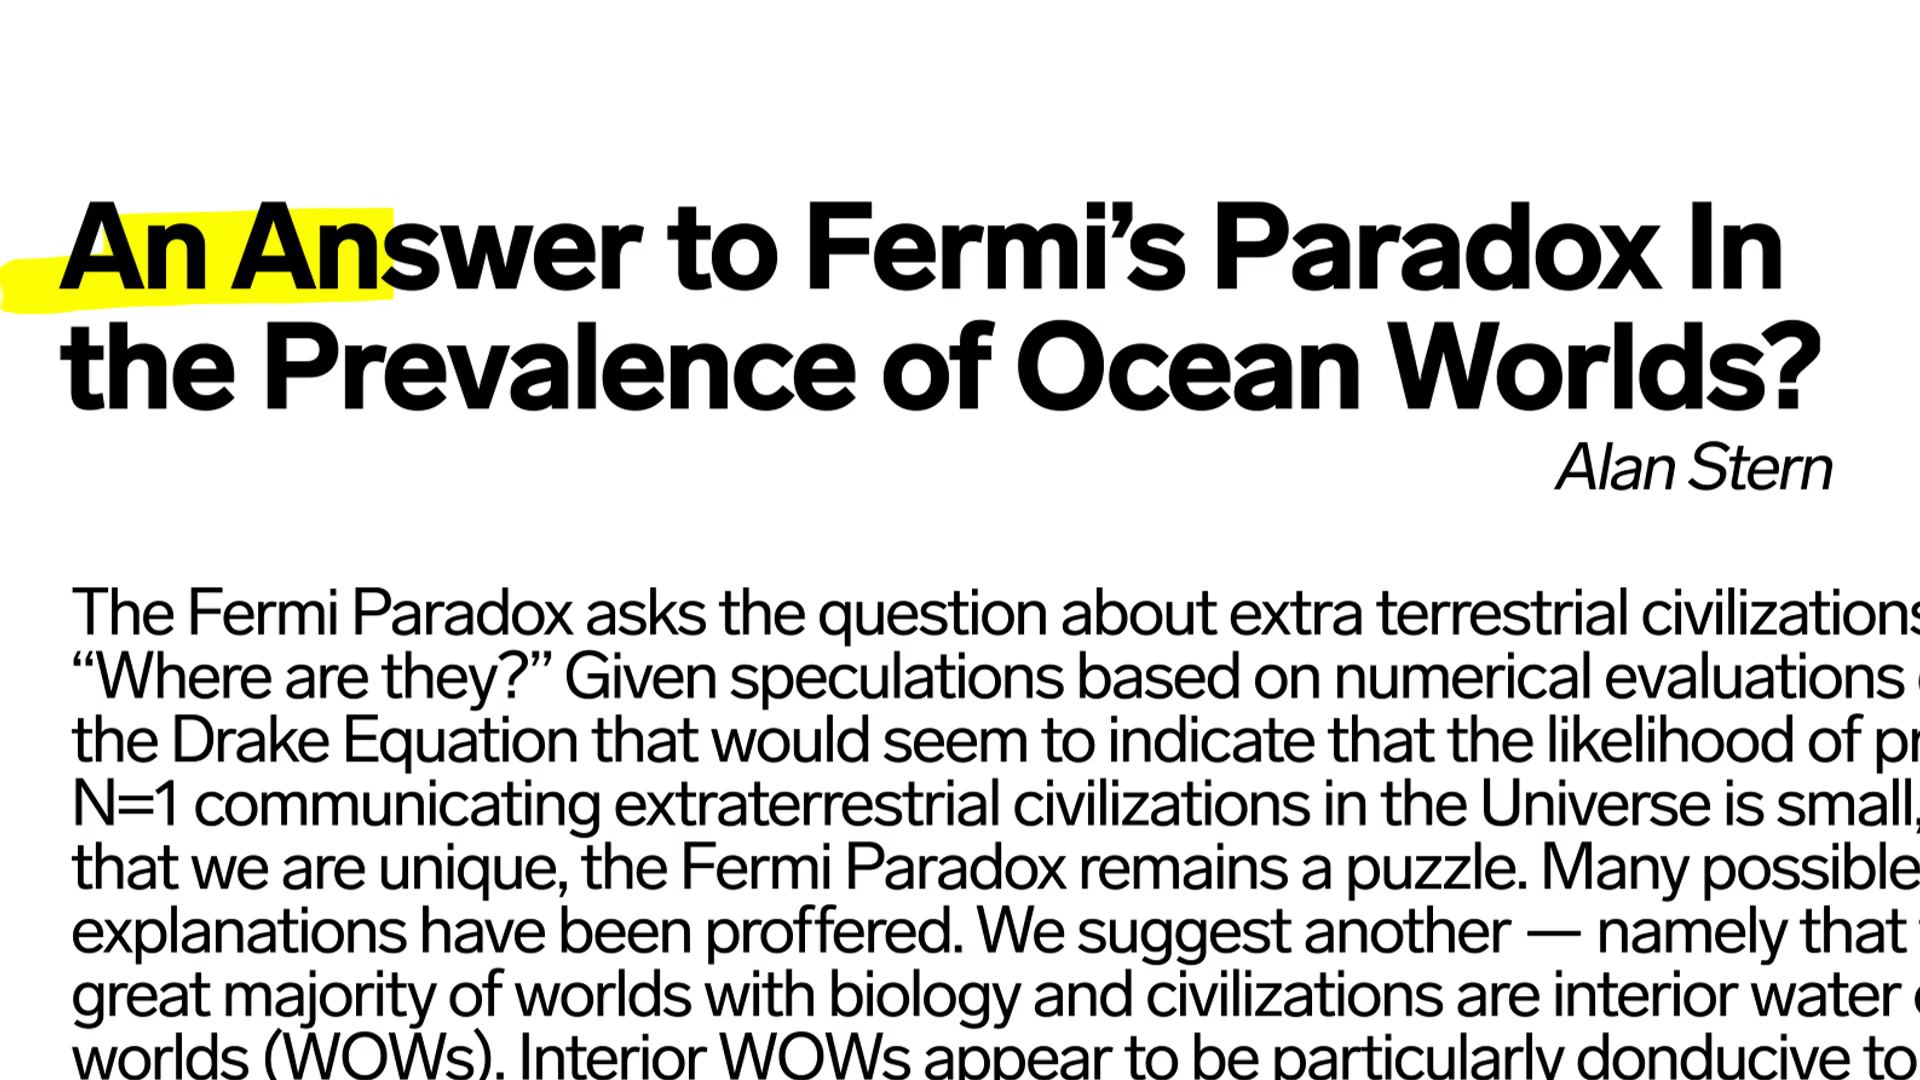 An Answer to Fermi’s Paradox In
the Prevalence of Ocean Worlds?
Alan Stern
The Fermi Paradox asks the question about extra terrestrial civilizations
“Where are they?” Given speculations based on numerical evaluations
the Drake Equation that would seem to indicate that the likelihood of
N=1 communicating extraterrestrial civilizations in the Universe is small,
that we are unique, the Fermi Paradox remains a puzzle. Many possible
explanations have been proffered. We suggest another — namely that
great majority of worlds with biology and civilizations are interior water
worlds (WOWs). Interior WOWs appear to be particularly donducive to